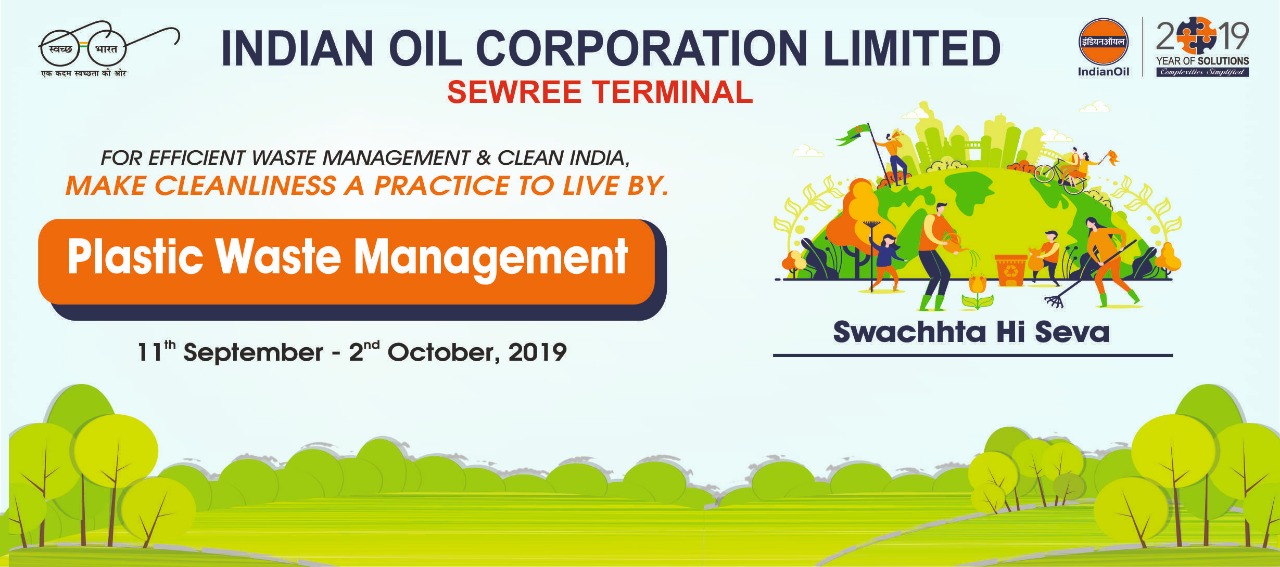 स्वच्छ भारत
एक कदम स्वच्छता की ओर
INDIAN OIL CORPORATION LIMITED
SEWREE TERMINAL
इंडियनऑयल
IndianOil
2019
YEAR OF SOLUTIONS
Complexities Simplified
FOR EFFICIENT WASTE MANAGEMENT & CLEAN INDIA,
MAKE CLEANLINESS A PRACTICE TO LIVE BY.
Plastic Waste Management
11th September - 2nd October, 2019
Swachhta Hi Seva